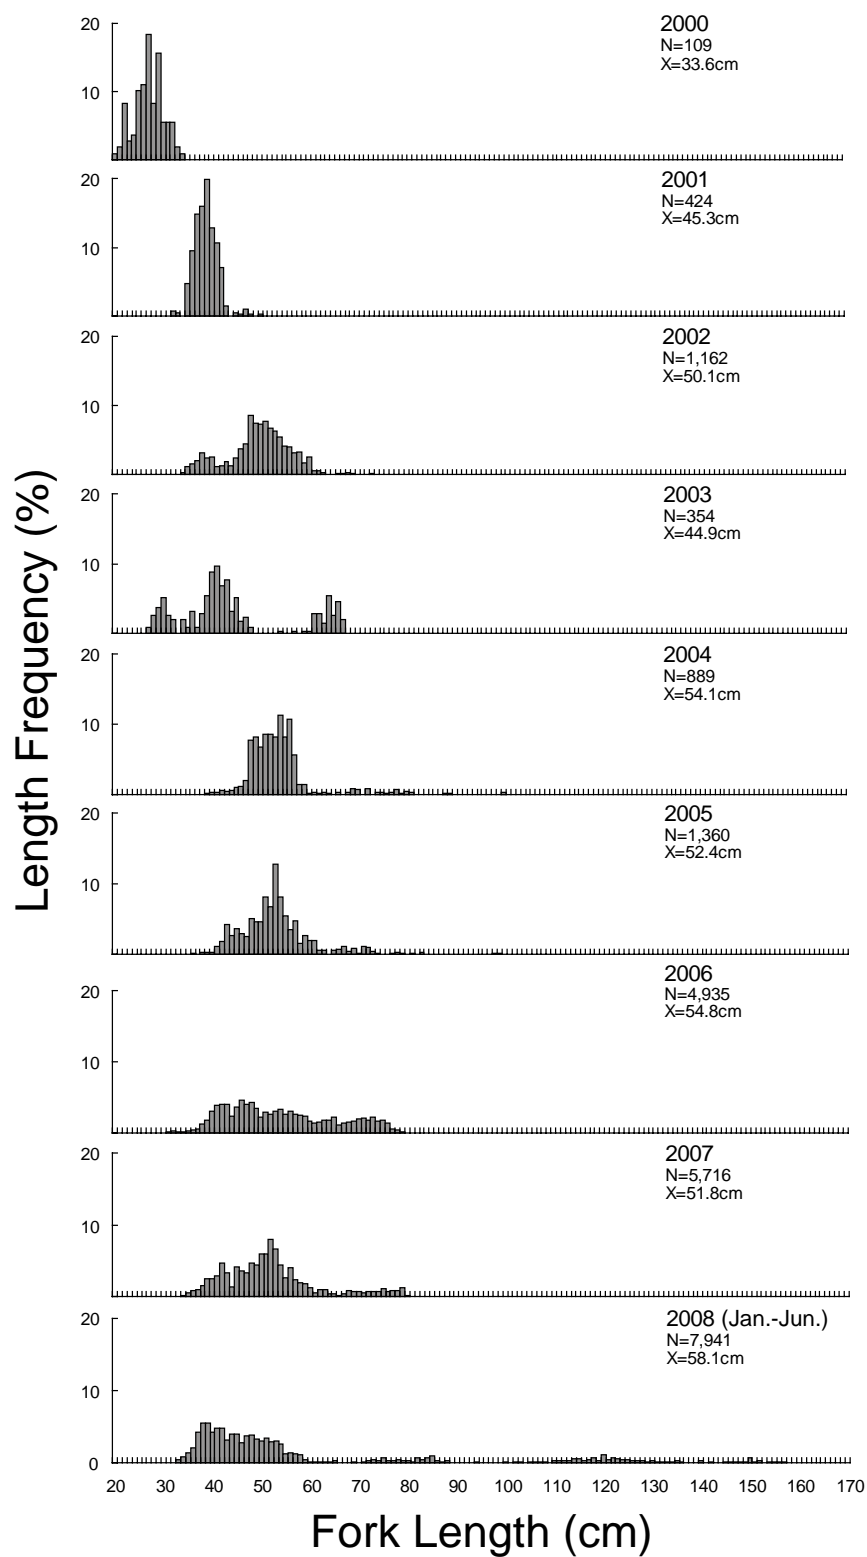 Length Frequency (%)
20
10
2000
N=109
X=33.6cm
20
10
2001
N=424
X=45.3cm
20
10
2002
N=1,162
X=50.1cm
20
10
2003
N=354
X=44.9cm
20
10
2004
N=889
X=54.1cm
20
10
2005
N=1,360
X=52.4cm
20
10
2006
N=4,935
X=54.8cm
20
10
2007
N=5,716
X=51.8cm
20
10
0
2008 (Jan.-Jun.)
N=7,941
X=58.1cm
20 30 40 50 60 70 80 90 100 110 120 130 140 150 160 170
Fork Length (cm)